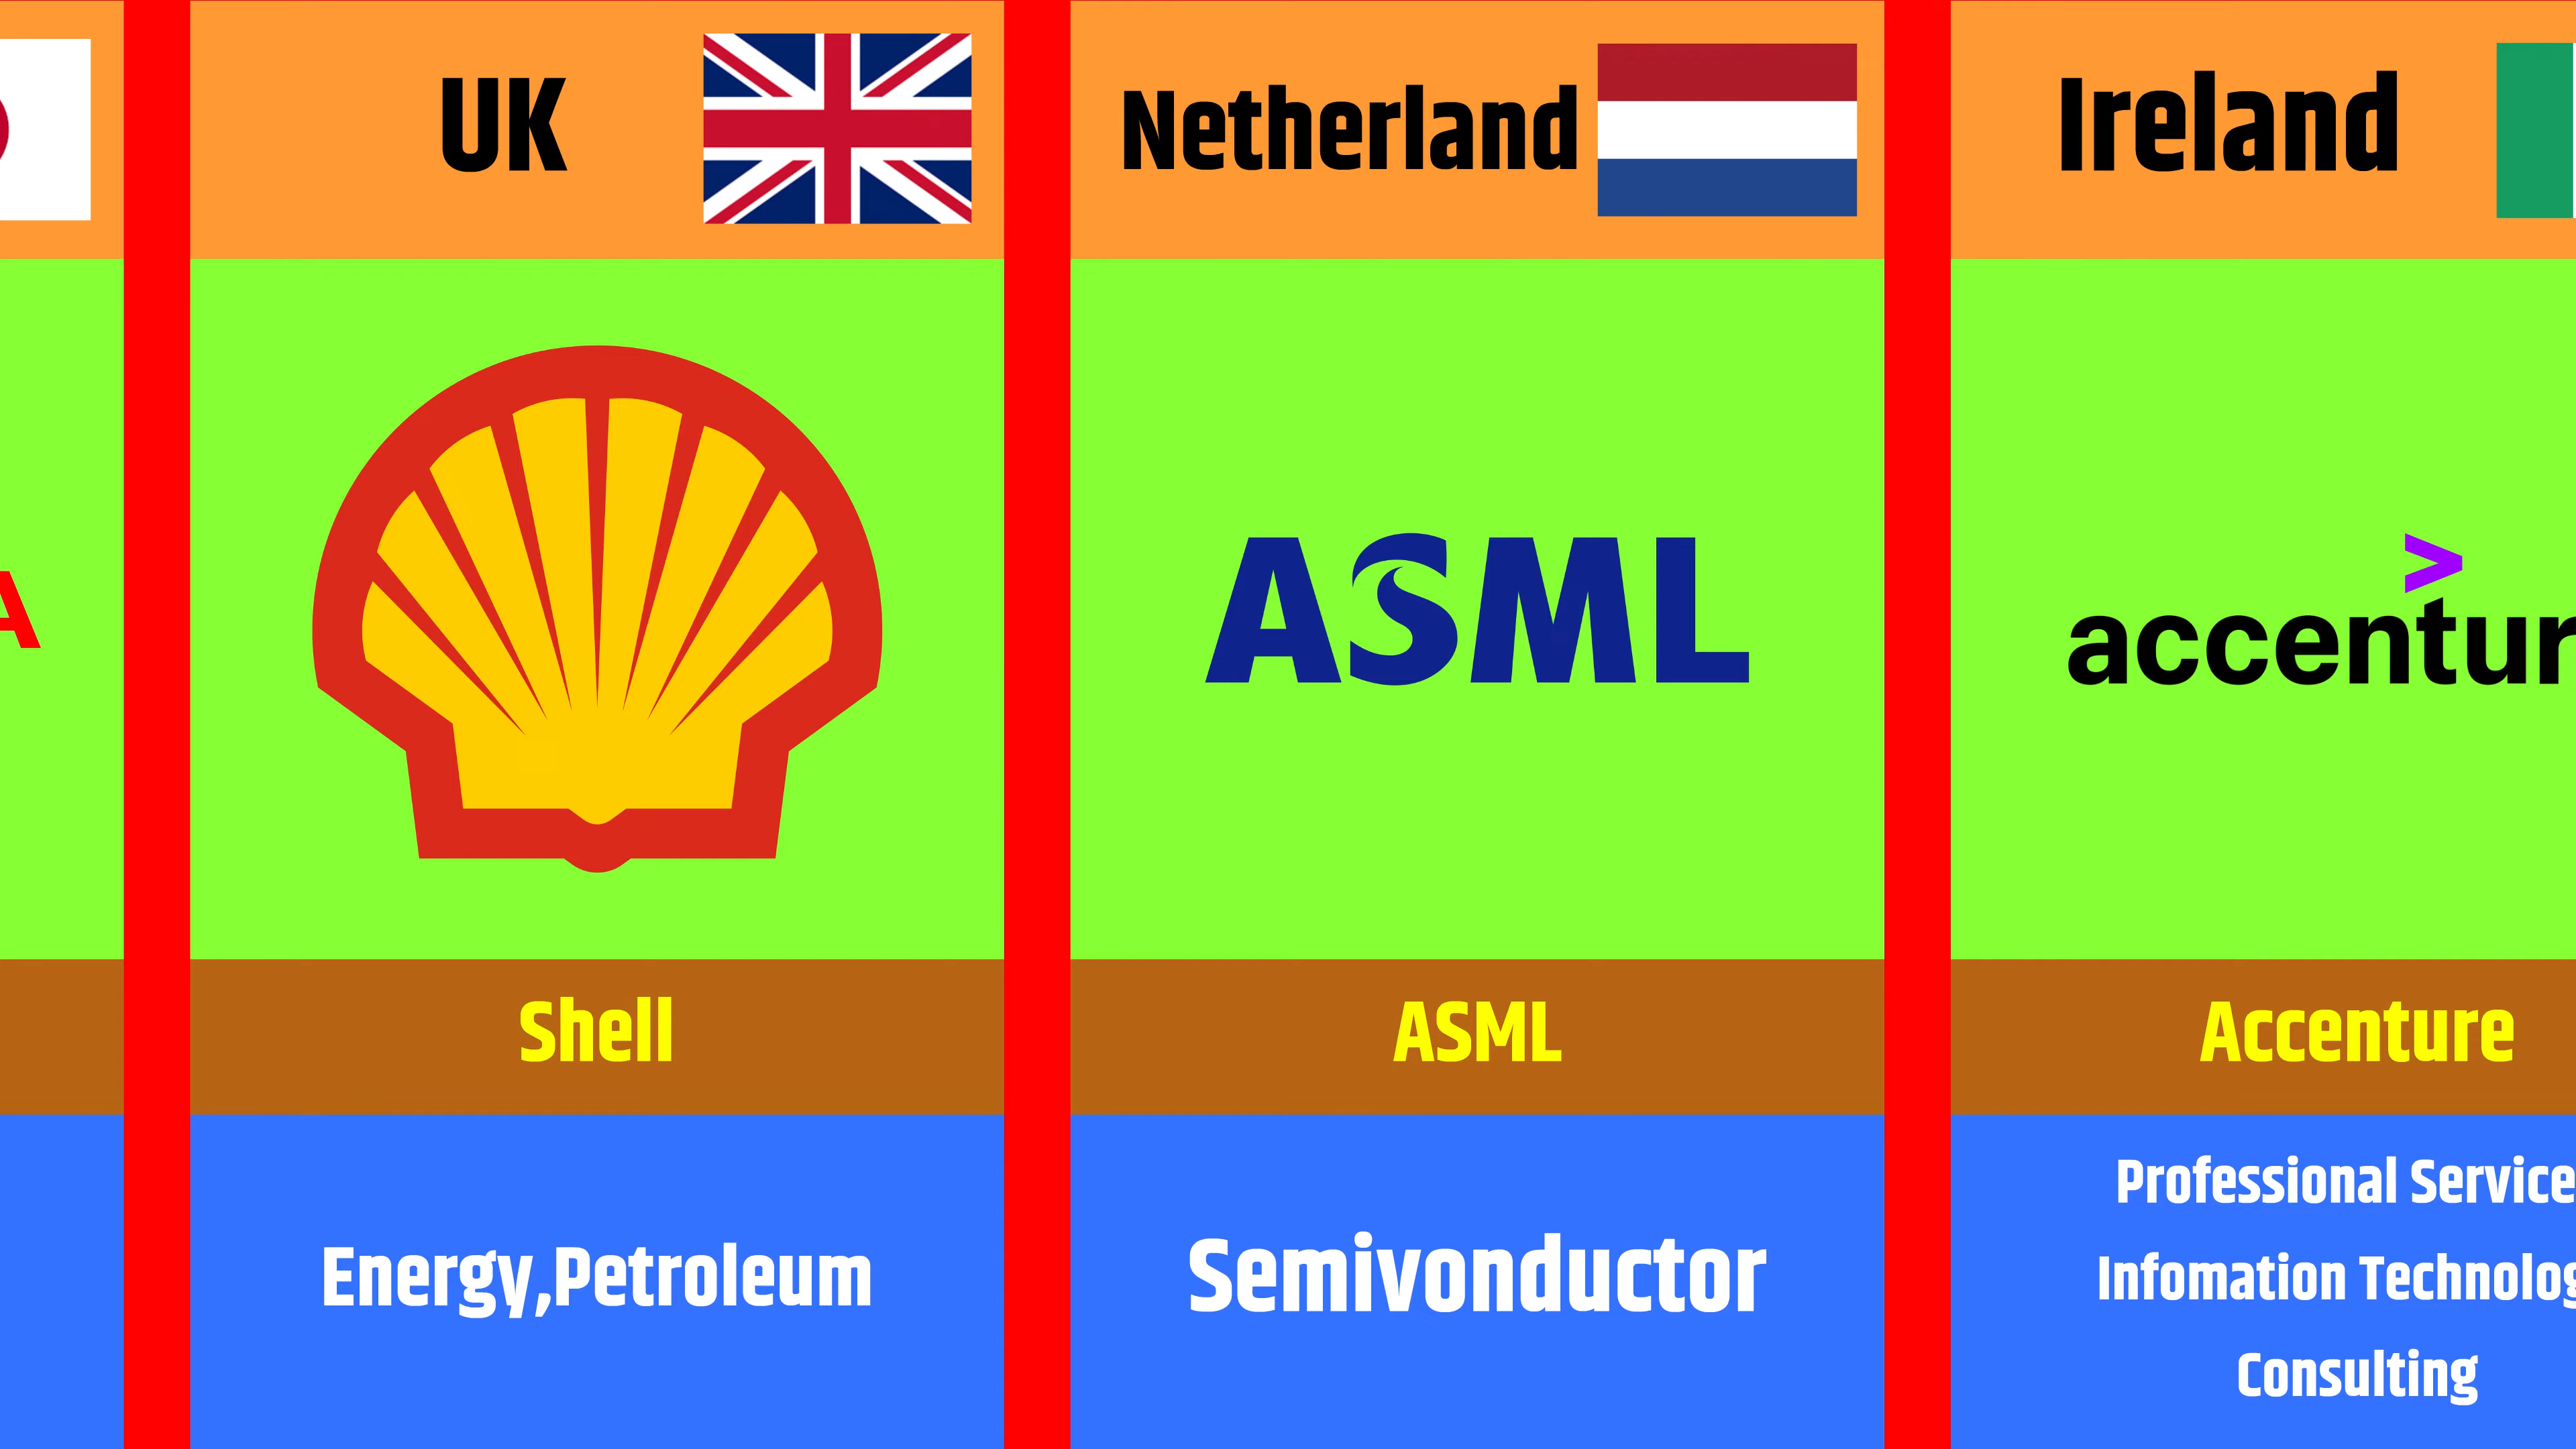 UK
Netherland
Ireland
A
ASML
>
accentur
Shell
ASML
Accenture
Energy,Petroleum
Semivonductor
Professional Service
Infomation Technolog
Consulting